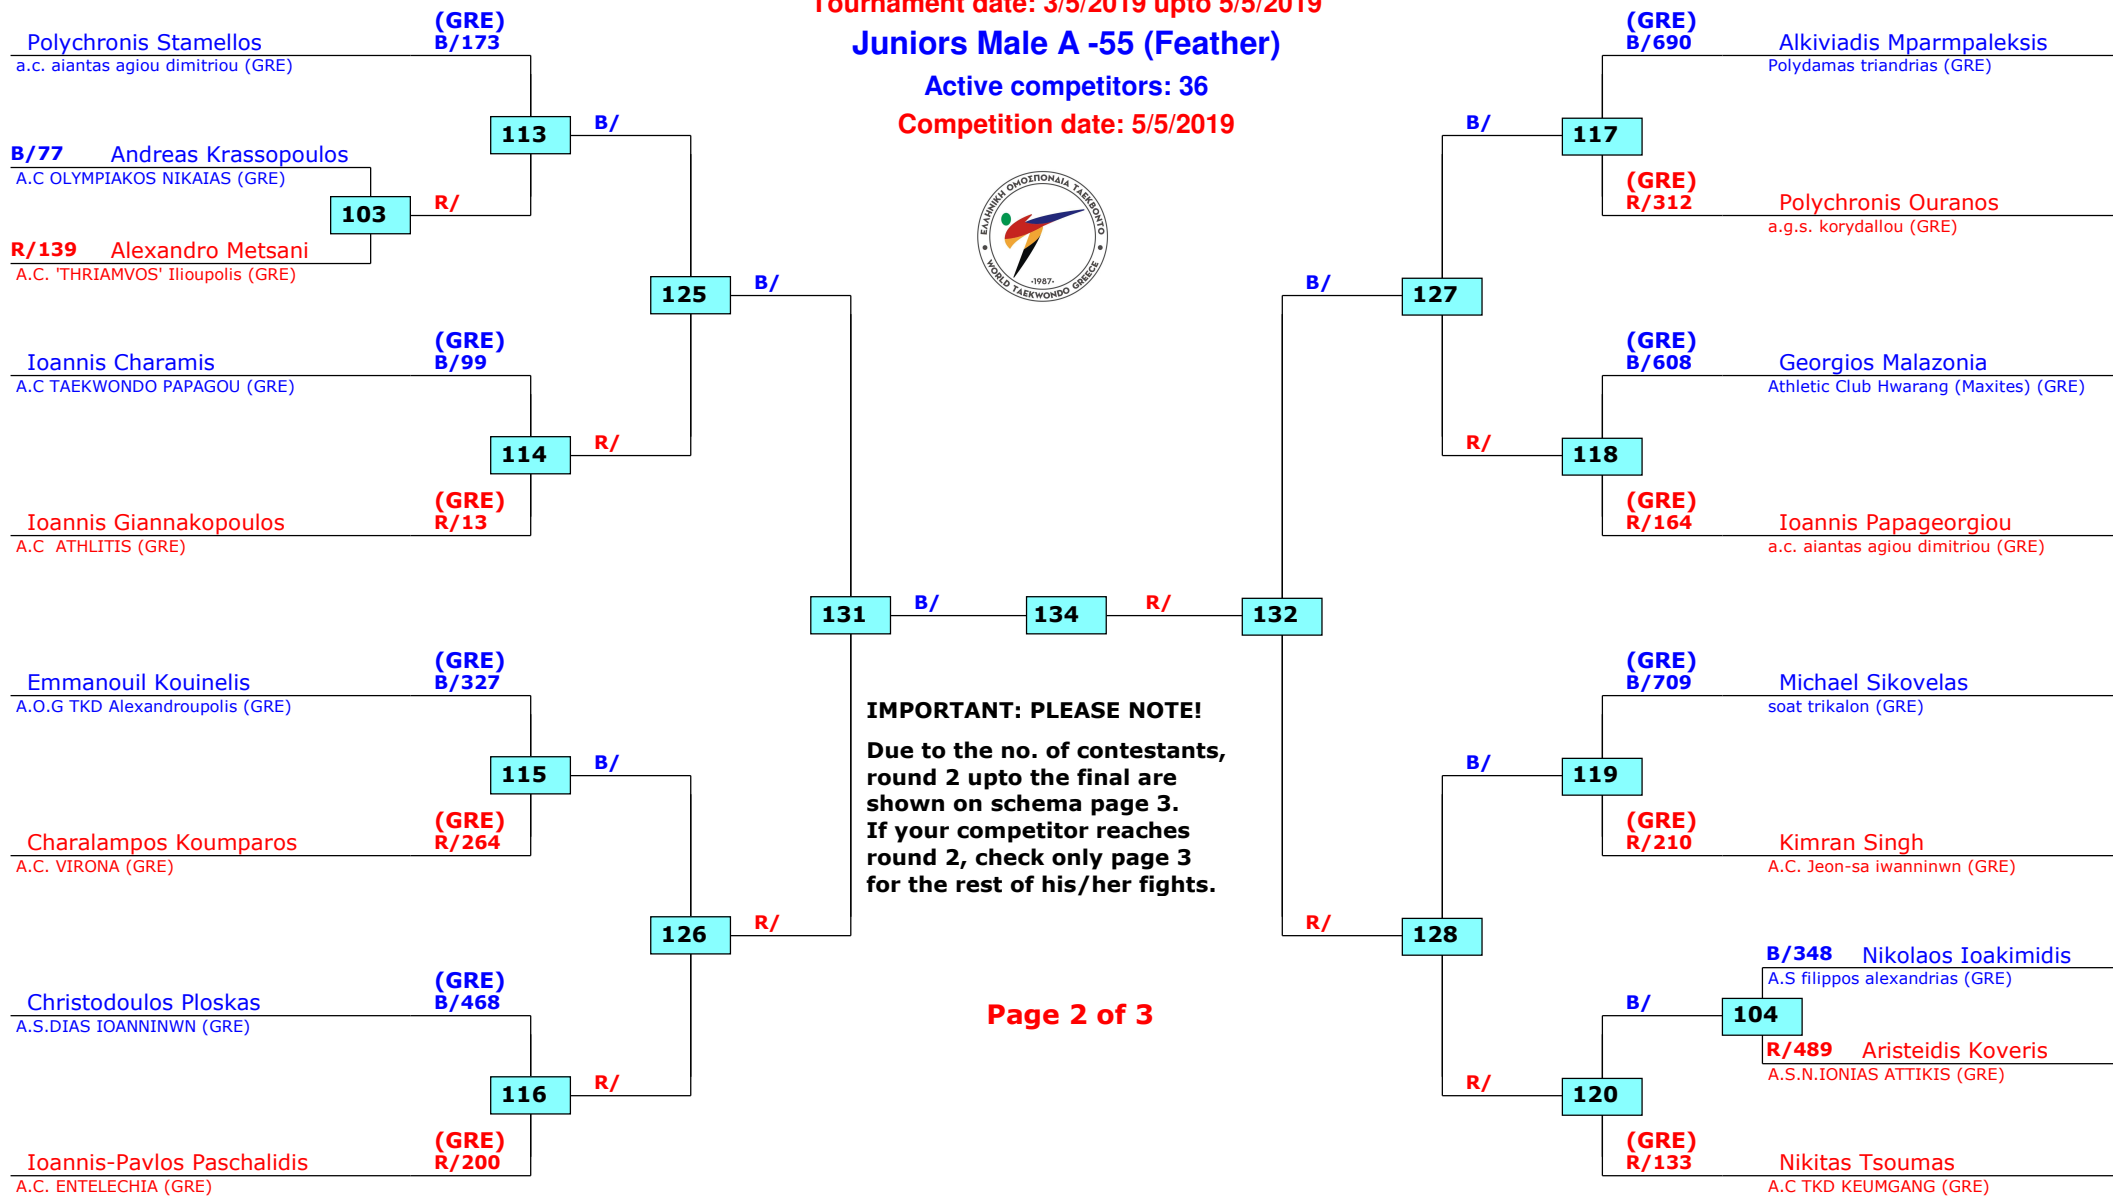 Tournament date: 3/5/2019 upto 5/5/2019
Juniors Male A -55 (Feather)
Active competitors: 36
Competition date: 5/5/2019
ΕΛΛΗΝΙΚΗ ΟΜΟΣΠΟΝΔΙΑ ΤΑΕΚΒΟΝΤΟ
-1987-
WORLD TAEKWONDO GREECE
(GRE)
Polychronis Stamellos B/173
a.c. aiantas agiou dimitriou (GRE)
113 B/
B/77 Andreas Krassopoulos
A.C OLYMPIAKOS NIKAIAS (GRE)
103 R/
R/139 Alexandro Metsani
A.C. 'THRIAMVOS' Ilioupolis (GRE)
125 B/
(GRE)
Ioannis Charamis B/99
A.C TAEKWONDO PAPAGOU (GRE)
114 R/
(GRE)
Ioannis Giannakopoulos R/13
A.C  ATHLITIS (GRE)
131 B/ 134 R/ 132
(GRE)
Emmanouil Kouinelis B/327
A.O.G TKD Alexandroupolis (GRE)
115 B/
(GRE)
Charalampos Koumparos R/264
A.C. VIRONA (GRE)
126 R/
(GRE)
Christodoulos Ploskas B/468
A.S.DIAS IOANNINWN (GRE)
116 R/
(GRE)
Ioannis-Pavlos Paschalidis R/200
A.C. ENTELECHIA (GRE)
IMPORTANT: PLEASE NOTE!
Due to the no. of contestants,
round 2 upto the final are
shown on schema page 3.
If your competitor reaches
round 2, check only page 3
for the rest of his/her fights.
Page 2 of 3
(GRE)
B/690 Alkiviadis Mparmpaleksis
Polydamas triandrias (GRE)
B/ 117
(GRE)
R/312 Polychronis Ouranos
a.g.s. korydallou (GRE)
B/ 127
(GRE)
B/608 Georgios Malazonia
Athletic Club Hwarang (Maxites) (GRE)
R/ 118
(GRE)
R/164 Ioannis Papageorgiou
a.c. aiantas agiou dimitriou (GRE)
(GRE)
B/709 Michael Sikovelas
soat trikalon (GRE)
B/ 119
(GRE)
R/210 Kimran Singh
A.C. Jeon-sa iwanninwn (GRE)
R/ 128
B/348 Nikolaos Ioakimidis
A.S filippos alexandrias (GRE)
B/ 104
R/489 Aristeidis Koveris
A.S.N.IONIAS ATTIKIS (GRE)
R/ 120
(GRE)
R/133 Nikitas Tsoumas
A.C TKD KEUMGANG (GRE)